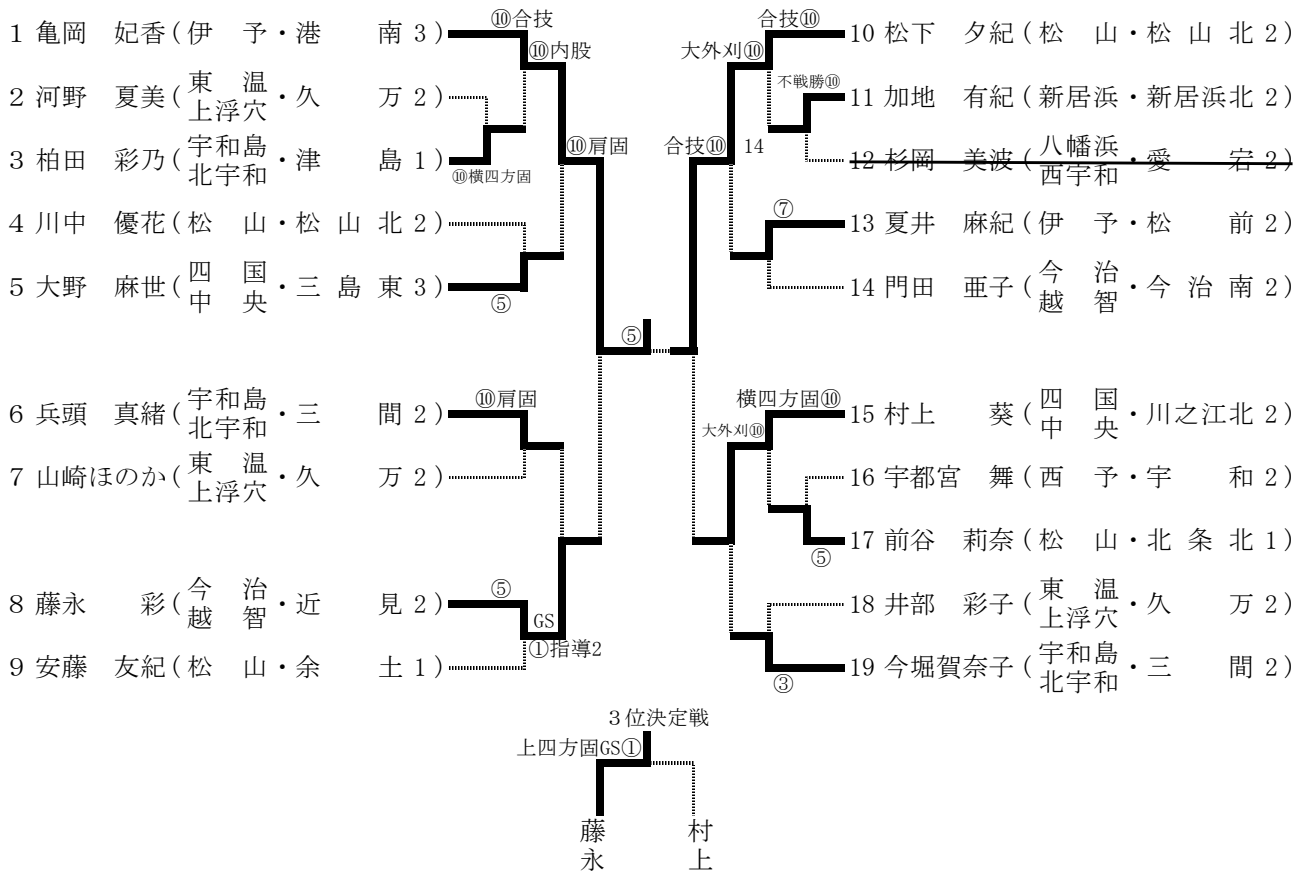 ⑩合技
1 亀岡 妃香(伊 予・港 南 3)
⑩内股
2 河野 夏美(東 温 上浮穴・久 万 2)
3 柏田 彩乃(宇和島 北宇和・津 島 1)
⑩横四方固
⑩肩固
4 川中 優花(松 山・松 山 北 2)
5 大野 麻世(四 国 中 央・三 島 東 3)
⑤
⑤
6 兵頭 真緒(宇和島 北宇和・三 間 2)
⑩肩固
7 山崎ほのか(東 温 上浮穴・久 万 2)
8 藤永 彩(今 治 越 智・近 見 2)
⑤
GS
①指導2
9 安藤 友紀(松 山・余 土 1)
合技⑩
10 松下 夕紀(松 山・松 山 北 2)
大外刈⑩
不戦勝⑩
11 加地 有紀(新居浜・新居浜北 2)
合技⑩ 14
12 杉岡 美波(八幡浜 西宇和・愛 宕 2)
⑦
13 夏井 麻紀(伊 予・松 前 2)
14 門田 亜子(今 治 越 智・今 治 南 2)
横四方固⑩
15 村上 葵(四 国 中 央・川之江北 2)
大外刈⑩
16 宇都宮 舞(西 予・宇 和 2)
17 前谷 莉奈(松 山・北 条 北 1)
⑤
18 井部 彩子(東 温 上浮穴・久 万 2)
19 今堀賀奈子(宇和島 北宇和・三 間 2)
③
3位決定戦
上四方固GS①
藤永
村上